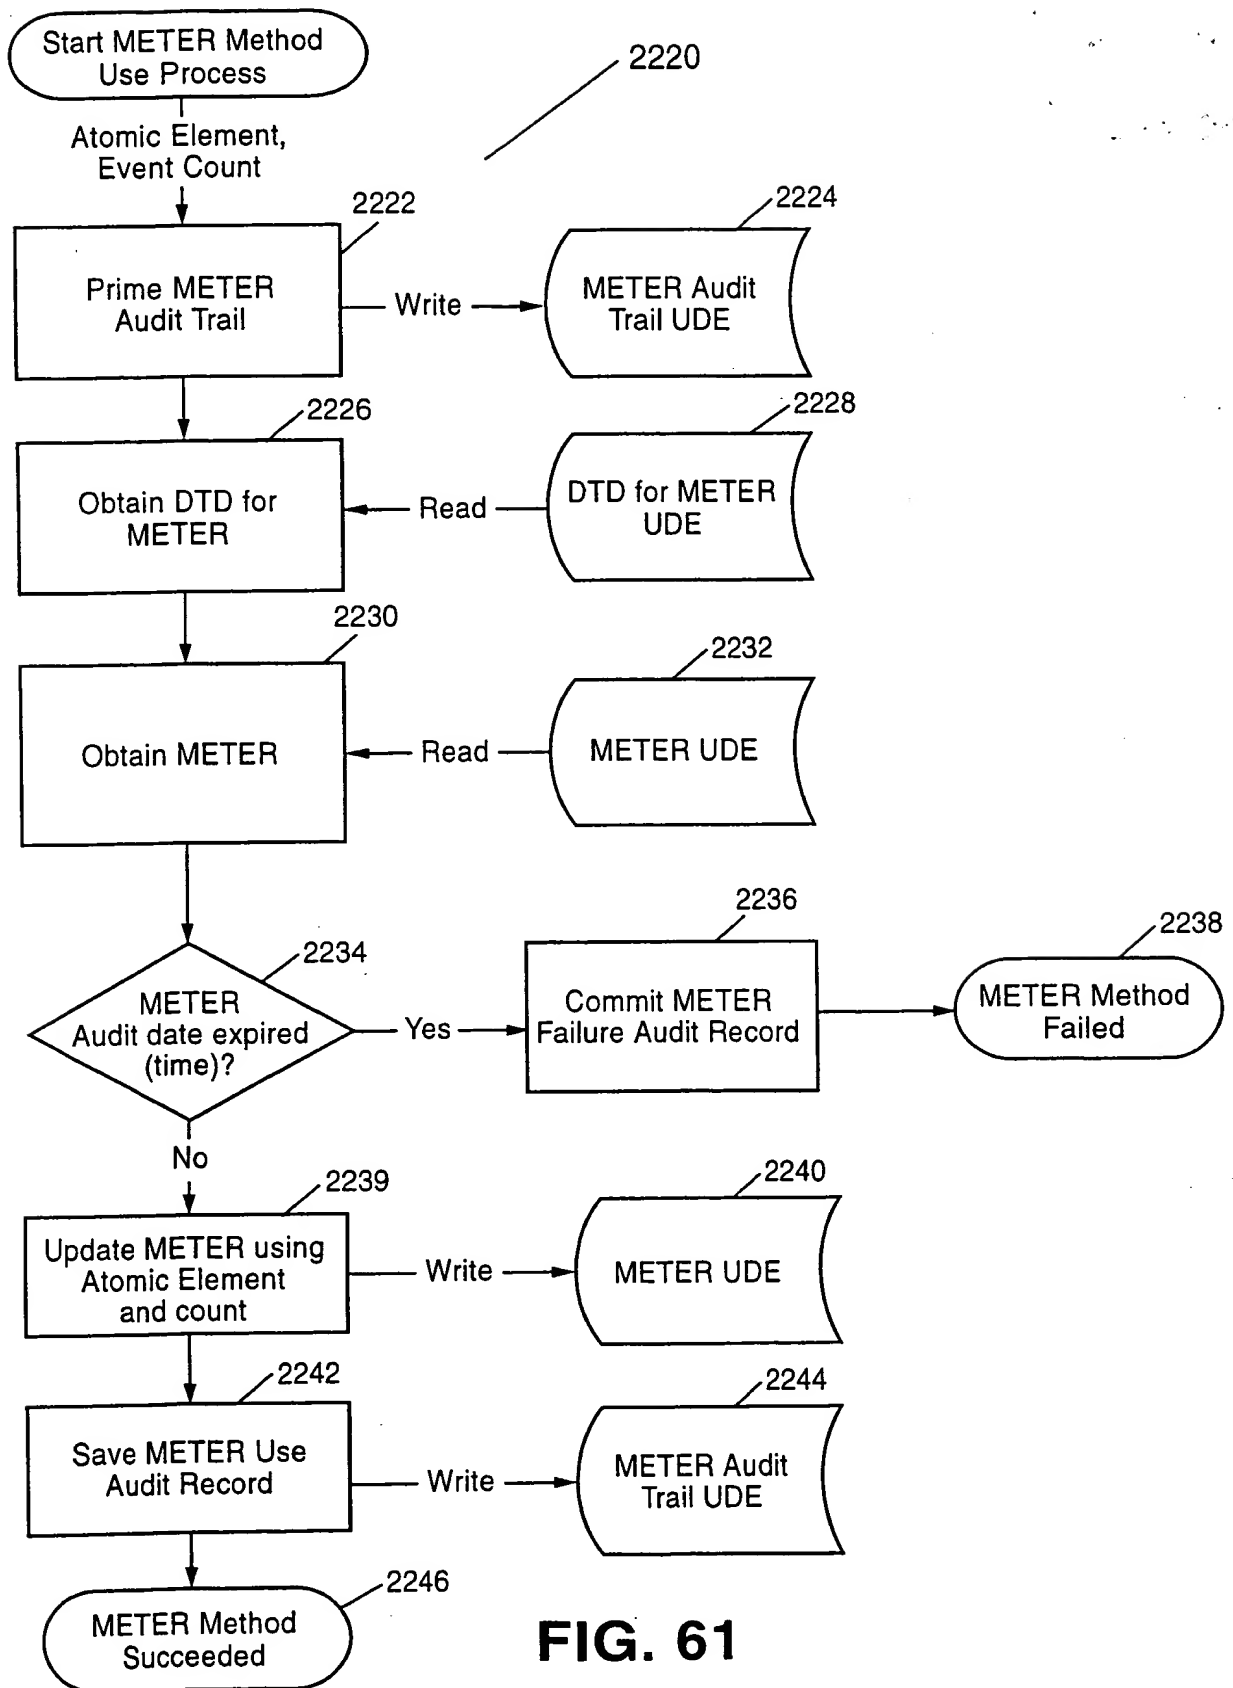 Start METER Method
Use Process
2220
Atomic Element,
Event Count
2222
2224
Prime METER
Audit Trail
Write
METER Audit
Trail UDE
2226
2228
Obtain DTD for
METER
Read
DTD for METER
UDE
2230
2232
Obtain METER
Read
METER UDE
2234
2236
2238
METER
Audit date expired
(time)?
Yes
Commit METER
Failure Audit Record
METER Method
Failed
No
2239
2240
Update METER using
Atomic Element
and count
Write
METER UDE
2242
2244
Save METER Use
Audit Record
Write
METER Audit
Trail UDE
2246
METER Method
Succeeded
FIG. 61